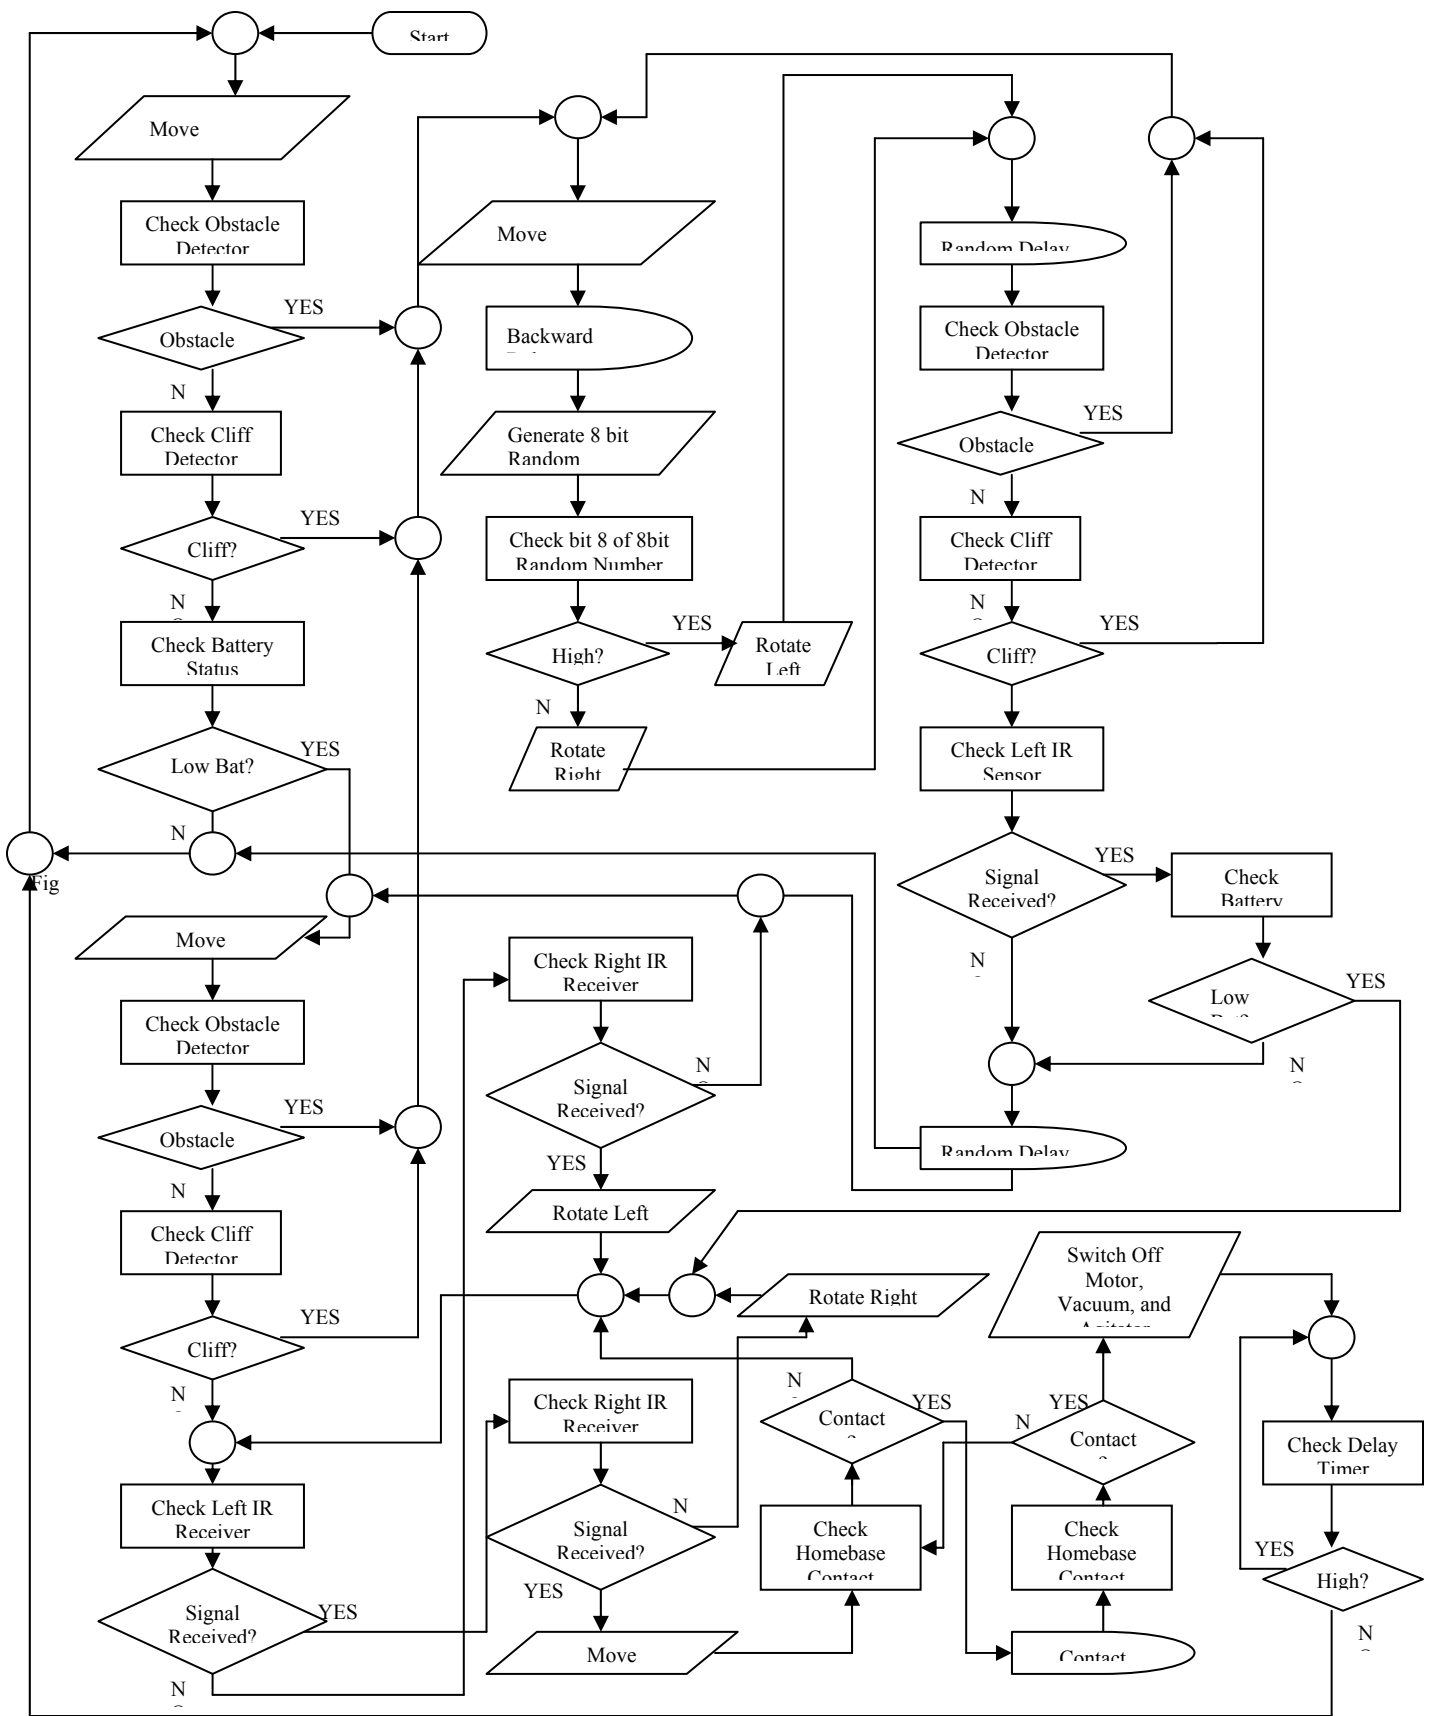 Start
Move
Check Obstacle
Detector
Obstacle
YES
N
Check Cliff
Detector
Cliff?
YES
N
Check Battery
Status
Low Bat?
YES
N
Fig
Move
Check Obstacle
Detector
Obstacle
YES
N
Check Cliff
Detector
Cliff?
YES
N
Check Left IR
Receiver
Signal
Received?
YES
N
Move
Backward
Generate 8 bit
Random
Check bit 8 of 8bit
Random Number
High?
YES
N
Rotate
Left
Rotate
Right
Check Right IR
Receiver
Signal
Received?
N
YES
Rotate Left
Rotate Right
Check Right IR
Receiver
Signal
Received?
N
YES
Move
Check
Homebase
Contact
Contact
N
YES
Contact
Check
Homebase
Contact
Contact
N
YES
Switch Off
Motor,
Vacuum, and
Agitator
Check Delay
Timer
High?
YES
N
Random Delay
Check Obstacle
Detector
Obstacle
YES
N
Check Cliff
Detector
Cliff?
YES
N
Check Left IR
Sensor
Signal
Received?
YES
N
Check
Battery
Low
Bat?
YES
N
Random Delay